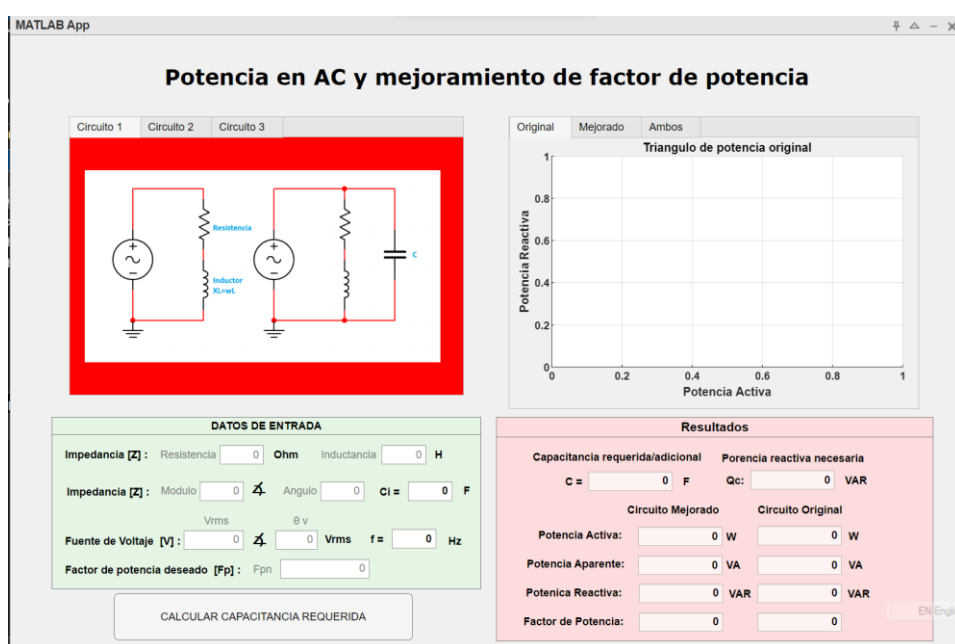 MATLAB App
Potencia en AC y mejoramiento de factor de potencia
Circuito 1 Circuito 2 Circuito 3
Resistencia
Inductor
XL=wL
C
Original Mejorado Ambos
Triangulo de potencia original
Potencia Reactiva
1
0.8
0.6
0.4
0.2
0
0 0.2 0.4 0.6 0.8 1
Potencia Activa
DATOS DE ENTRADA
Impedancia [Z] : Resistencia 0 Ohm Inductancia 0 H
Impedancia [Z] : Modulo 0 ∡ Angulo 0 Ci = 0 F
Vrms θ v
Fuente de Voltaje [V] : 0 ∡ 0 Vrms f = 0 Hz
Factor de potencia deseado [Fp] : Fpn 0
CALCULAR CAPACITANCIA REQUERIDA
Resultados
Capacitancia requerida/adicional Porencia reactiva necesaria
C = 0 F Qc: 0 VAR
Circuito Mejorado Circuito Original
Potencia Activa: 0 W 0 W
Potencia Aparente: 0 VA 0 VA
Potenica Reactiva: 0 VAR 0 VAR
Factor de Potencia: 0 0